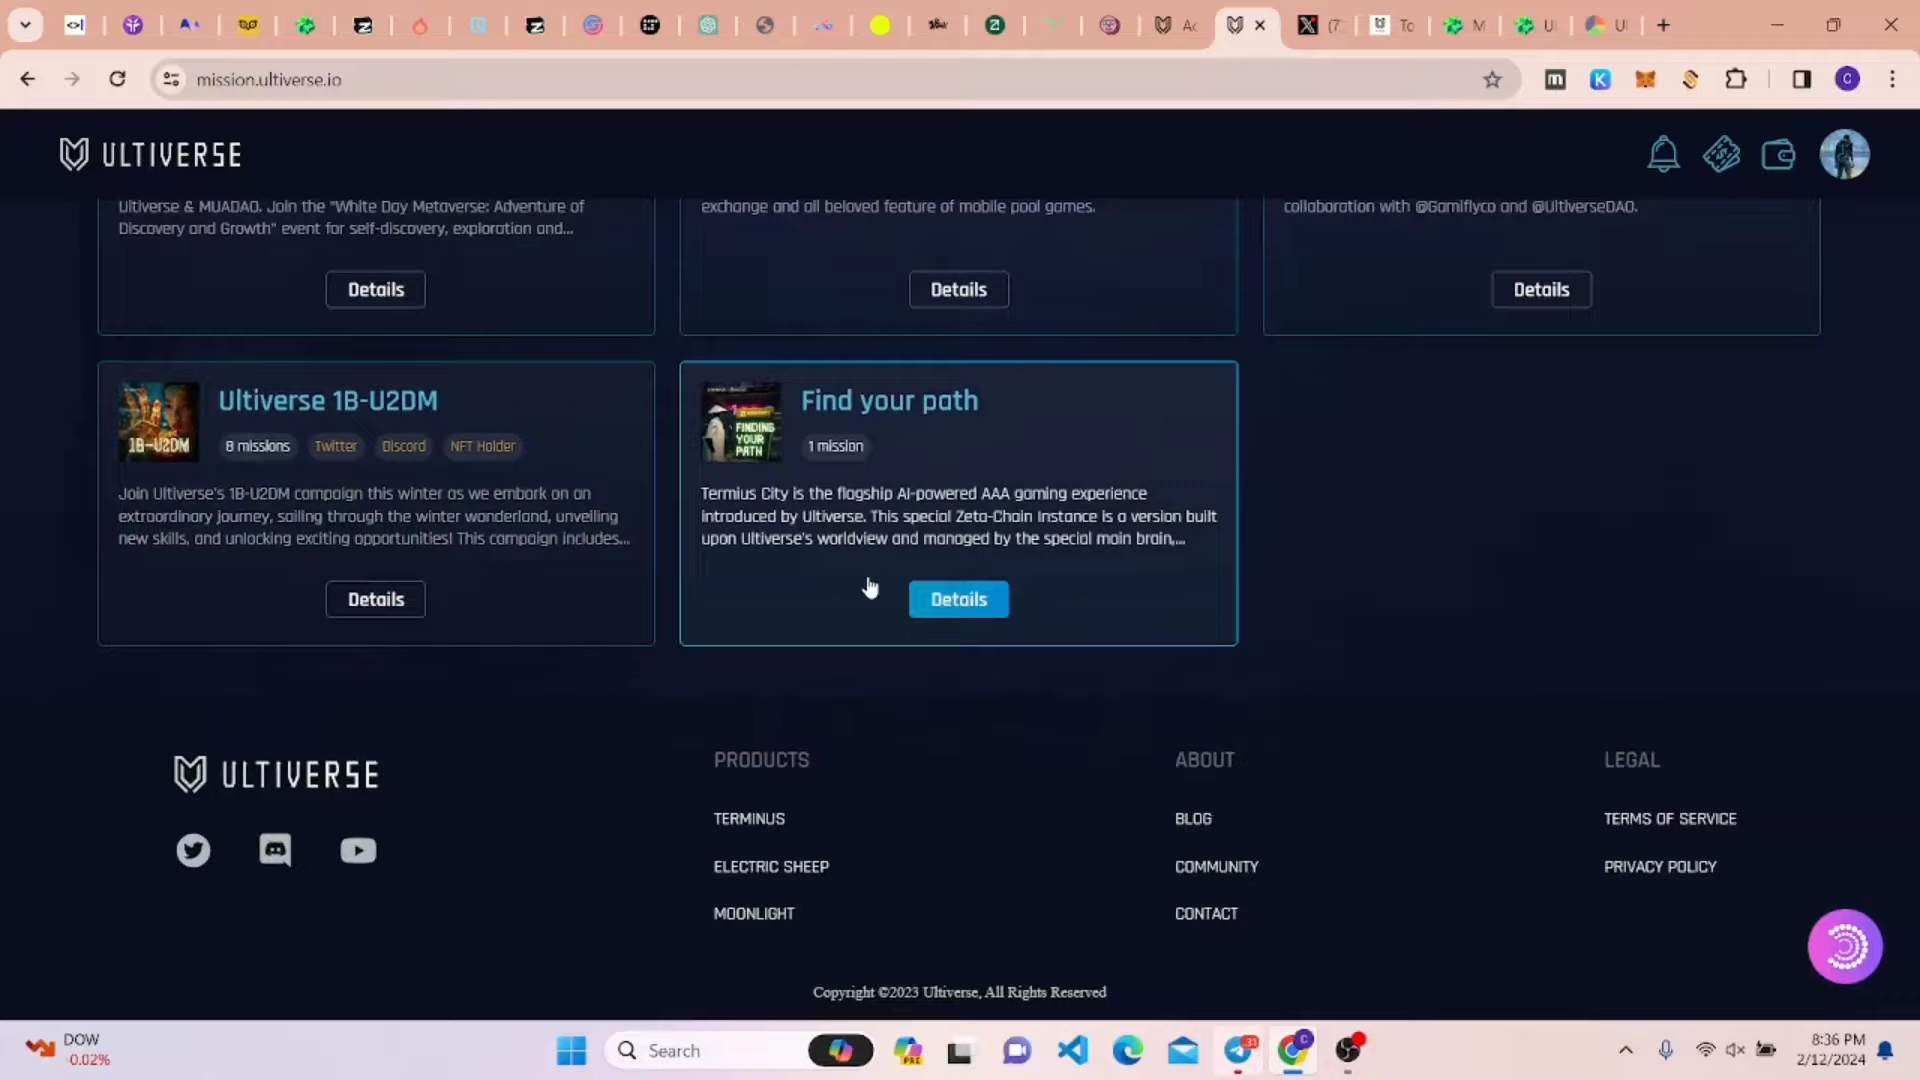 (7
To
M
U
U
mission.ultiverse.io
C
ULTIVERSE
Ultiverse & MUADAO. Join the "White Day Metaverse: Adventure of
Discovery and Growth" event for self-discovery, exploration and...
Details
exchange and all beloved feature of mobile pool games.
Details
collaboration with @Gamiflyco and @UltiverseDAO.
Details
1B-U2DM
Ultiverse 1B-U2DM
8 missions Twitter Discord NFT Holder
Join Ultiverse's 1B-U2DM campaign this winter as we embark on an
extraordinary journey, sailing through the winter wonderland, unveiling
new skills, and unlocking exciting opportunities! This campaign includes...
Details
FINDING
YOUR
PATH
Find your path
1 mission
Termius City is the flagship AI-powered AAA gaming experience
introduced by Ultiverse. This special Zeta-Chain Instance is a version built
upon Ultiverse's worldview and managed by the special main brain,...
Details
ULTIVERSE
PRODUCTS
TERMINUS
ELECTRIC SHEEP
MOONLIGHT
ABOUT
BLOG
COMMUNITY
CONTACT
LEGAL
TERMS OF SERVICE
PRIVACY POLICY
Copyright ©2023 Ultiverse, All Rights Reserved
DOW
-0.02%
Search
PRE
31
C
8:36 PM
2/12/2024